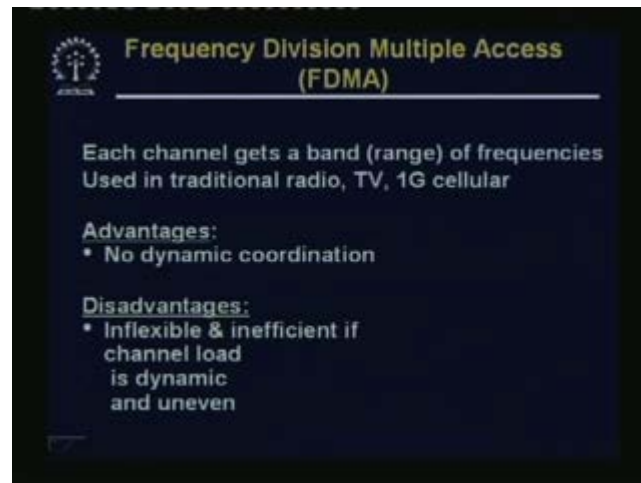 Frequency Division Multiple Access
(FDMA)
Each channel gets a band (range) of frequencies
Used in traditional radio, TV, 1G cellular
Advantages:
• No dynamic coordination
Disadvantages:
• Inflexible & inefficient if
channel load
is dynamic
and uneven